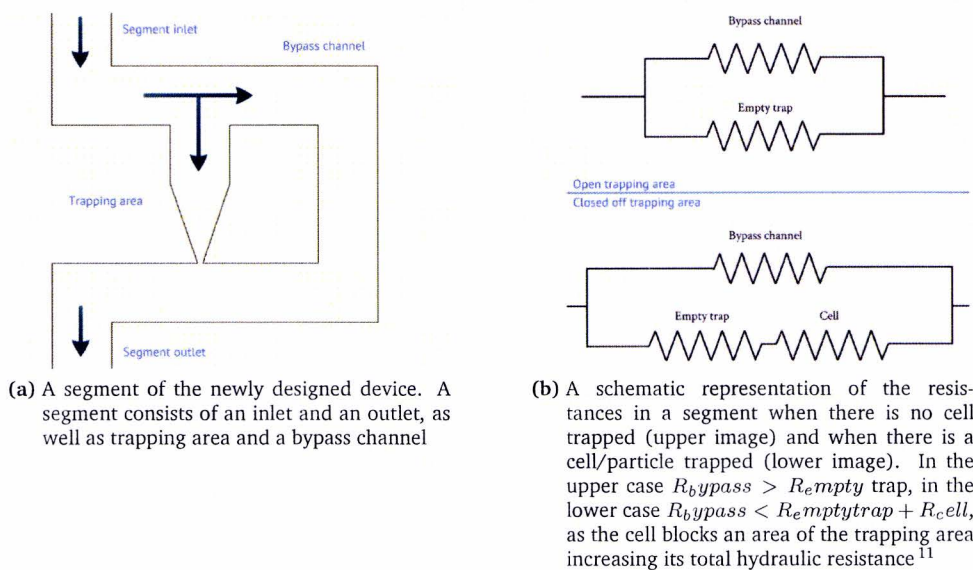 Segment inlet
Bypass channel
Trapping area
Segment outlet
(a) A segment of the newly designed device. A
segment consists of an inlet and an outlet, as
well as trapping area and a bypass channel
Bypass channel
Empty trap
Open trapping area
Closed off trapping area
Bypass channel
Empty trap Cell
(b) A schematic representation of the resis-
tances in a segment when there is no cell
trapped (upper image) and when there is a
cell/particle trapped (lower image). In the
upper case R_bypass > R_empty trap, in the
lower case R_bypass < R_emptytrap + R_cell,
as the cell blocks an area of the trapping area
increasing its total hydraulic resistance 11